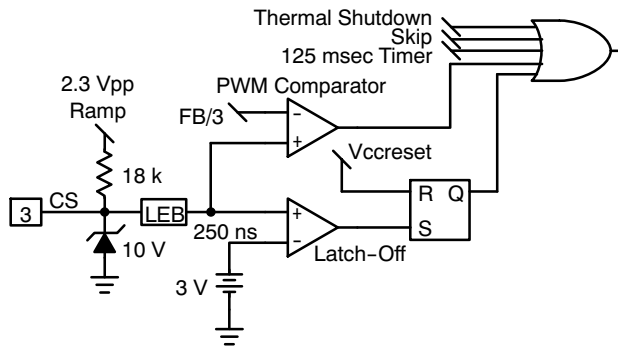 Thermal Shutdown
Skip
125 msec Timer
2.3 Vpp
Ramp
PWM Comparator
FB/3
-
+
18 k
Vccreset
3
CS
LEB
R Q
S
+
-
250 ns
10 V
Latch-Off
3 V